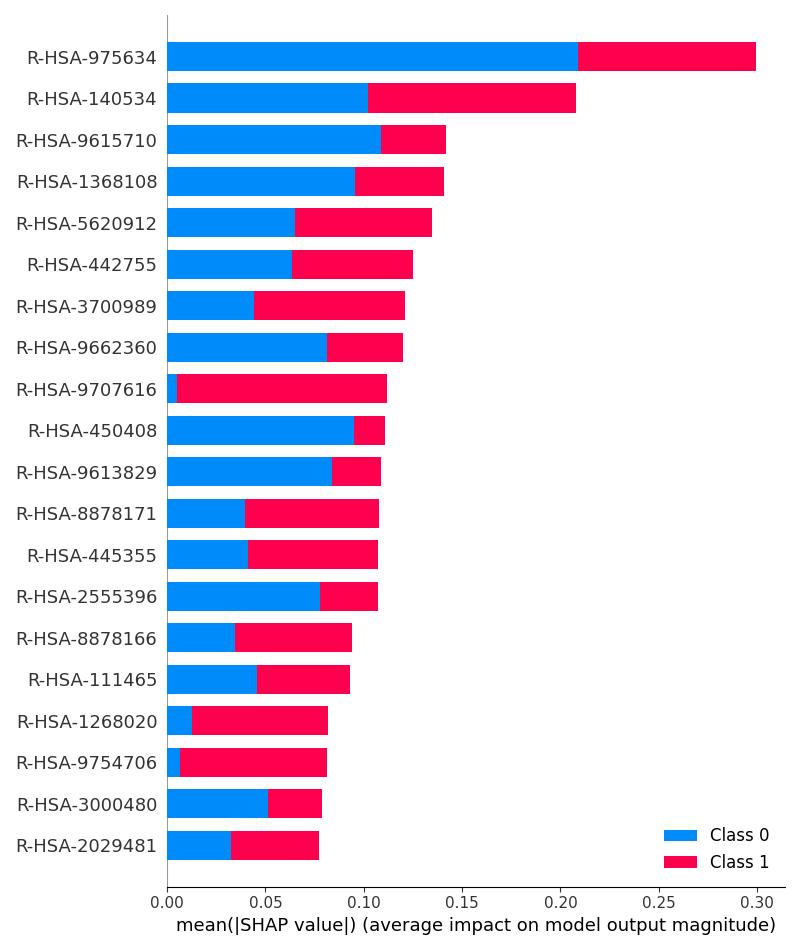 R-HSA-975634
R-HSA-140534
R-HSA-9615710
R-HSA-1368108
R-HSA-5620912
R-HSA-442755
R-HSA-3700989
R-HSA-9662360
R-HSA-9707616
R-HSA-450408
R-HSA-9613829
R-HSA-8878171
R-HSA-445355
R-HSA-2555396
R-HSA-8878166
R-HSA-111465
R-HSA-1268020
R-HSA-9754706
R-HSA-3000480
R-HSA-2029481
Class 0
Class 1
0.00 0.05 0.10 0.15 0.20 0.25 0.30
mean(|SHAP value|) (average impact on model output magnitude)